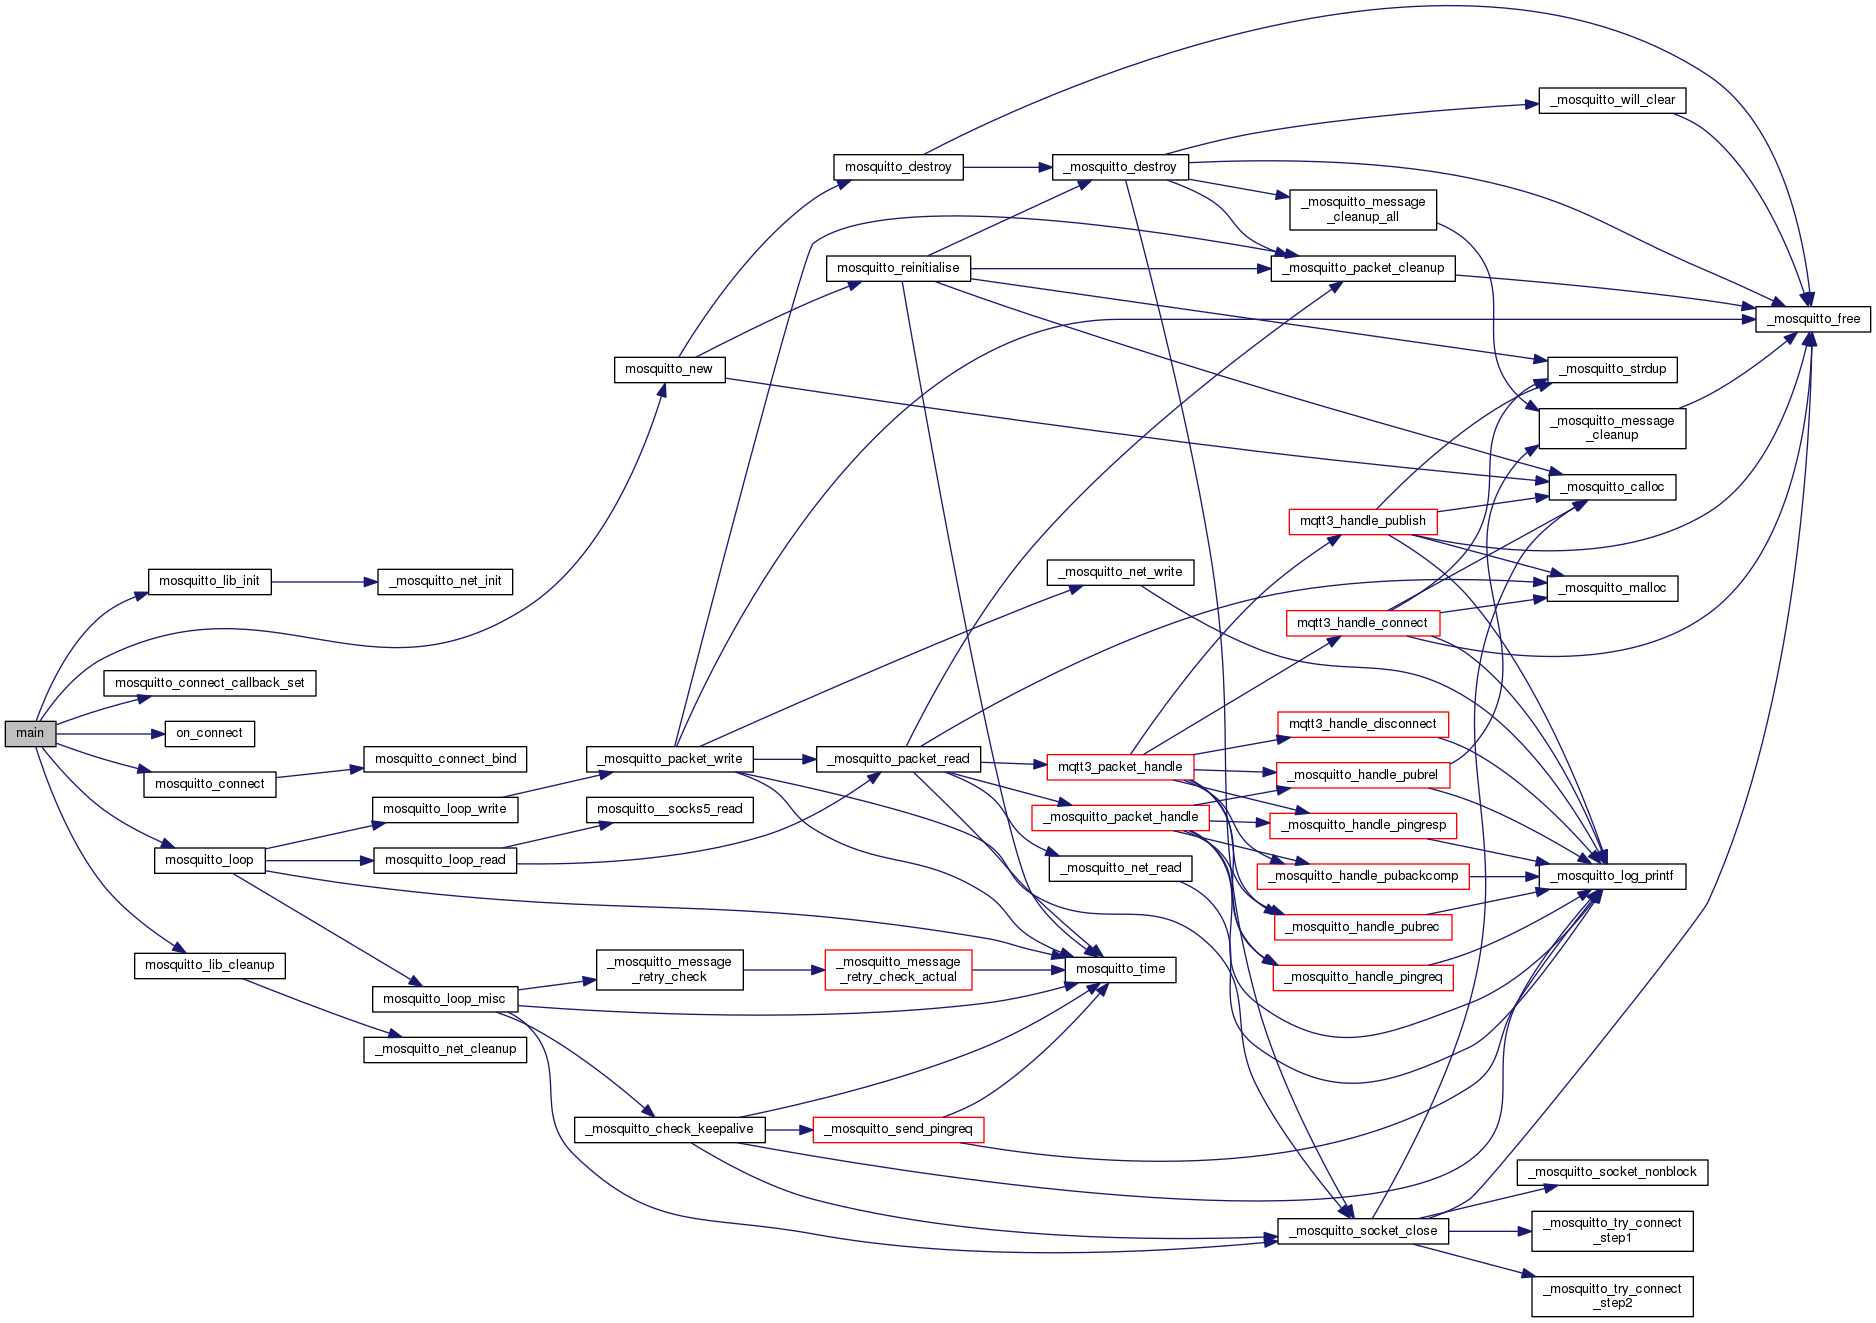 _mosquitto_will_clear
mosquitto_destroy
_mosquitto_destroy
_mosquitto_message
_cleanup_all
mosquitto_reinitialise
_mosquitto_packet_cleanup
_mosquitto_free
mosquitto_new
_mosquitto_strdup
_mosquitto_message
_cleanup
_mosquitto_calloc
mqtt3_handle_publish
mosquitto_lib_init
_mosquitto_net_init
_mosquitto_net_write
_mosquitto_malloc
mqtt3_handle_connect
mosquitto_connect_callback_set
main
on_connect
mqtt3_handle_disconnect
mosquitto_connect_bind
_mosquitto_packet_write
_mosquitto_packet_read
mqtt3_packet_handle
_mosquitto_handle_pubrel
mosquitto_connect
mosquitto_loop_write
mosquitto__socks5_read
_mosquitto_packet_handle
_mosquitto_handle_pingresp
mosquitto_loop
mosquitto_loop_read
_mosquitto_net_read
_mosquitto_handle_pubackcomp
_mosquitto_log_printf
_mosquitto_handle_pubrec
mosquitto_lib_cleanup
_mosquitto_message
_retry_check
_mosquitto_message
_retry_check_actual
mosquitto_time
_mosquitto_handle_pingreq
mosquitto_loop_misc
_mosquitto_net_cleanup
_mosquitto_check_keepalive
_mosquitto_send_pingreq
_mosquitto_socket_nonblock
_mosquitto_socket_close
_mosquitto_try_connect
_step1
_mosquitto_try_connect
_step2